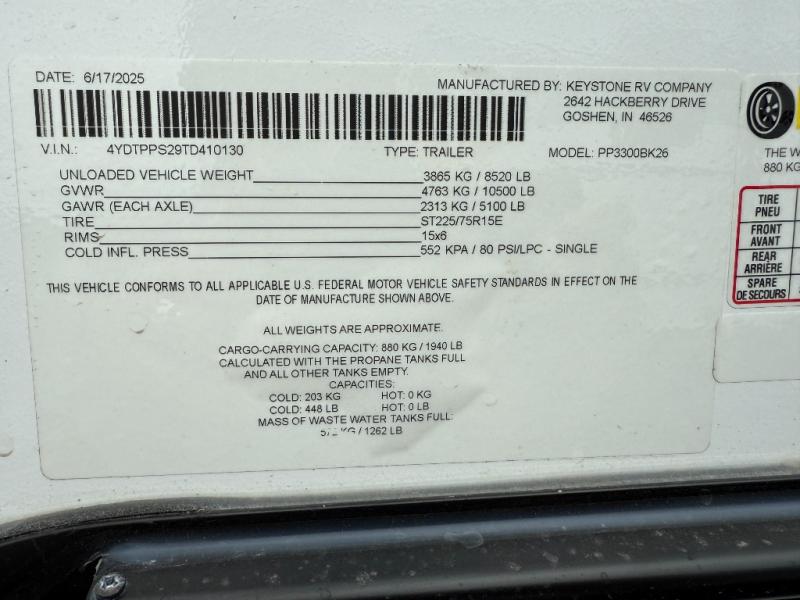 DATE: 6/17/2025
MANUFACTURED BY: KEYSTONE RV COMPANY
2642 HACKBERRY DRIVE
GOSHEN, IN 46526
V.I.N.: 4YDTPPS29TD410130 TYPE: TRAILER MODEL: PP3300BK26
UNLOADED VEHICLE WEIGHT 3865 KG / 8520 LB
GVWR 4763 KG / 10500 LB
GAWR (EACH AXLE) 2313 KG / 5100 LB
TIRE ST225/75R15E
RIMS 15x6
COLD INFL. PRESS 552 KPA / 80 PSI/LPC - SINGLE
THIS VEHICLE CONFORMS TO ALL APPLICABLE U.S. FEDERAL MOTOR VEHICLE SAFETY STANDARDS IN EFFECT ON THE
DATE OF MANUFACTURE SHOWN ABOVE.
ALL WEIGHTS ARE APPROXIMATE.
CARGO-CARRYING CAPACITY: 880 KG / 1940 LB
CALCULATED WITH THE PROPANE TANKS FULL
AND ALL OTHER TANKS EMPTY.
CAPACITIES:
COLD: 203 KG HOT: 0 KG
COLD: 448 LB HOT: 0 LB
MASS OF WASTE WATER TANKS FULL:
KG / 1262 LB
THE
880 KG
TIRE
PNEU
FRONT
AVANT
REAR
ARRIÈRE
SPARE
DE SECOURS